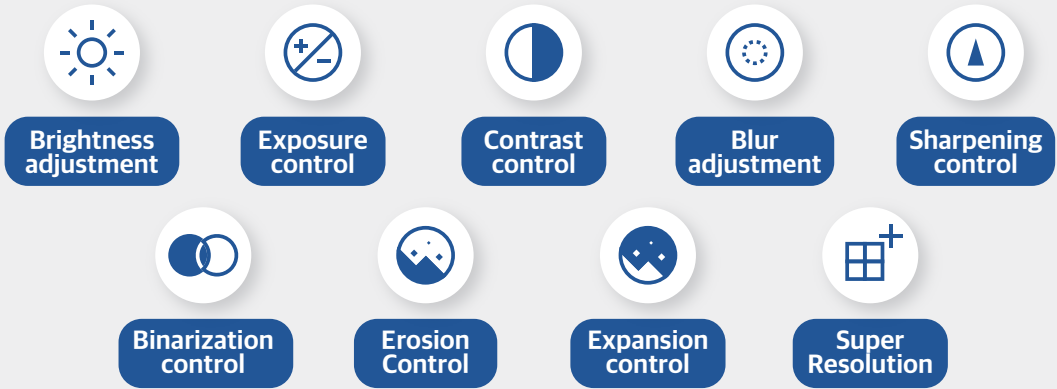 Brightness
adjustment
Exposure
control
Contrast
control
Blur
adjustment
Sharpening
control
Binarization
control
Erosion
Control
Expansion
control
Super
Resolution